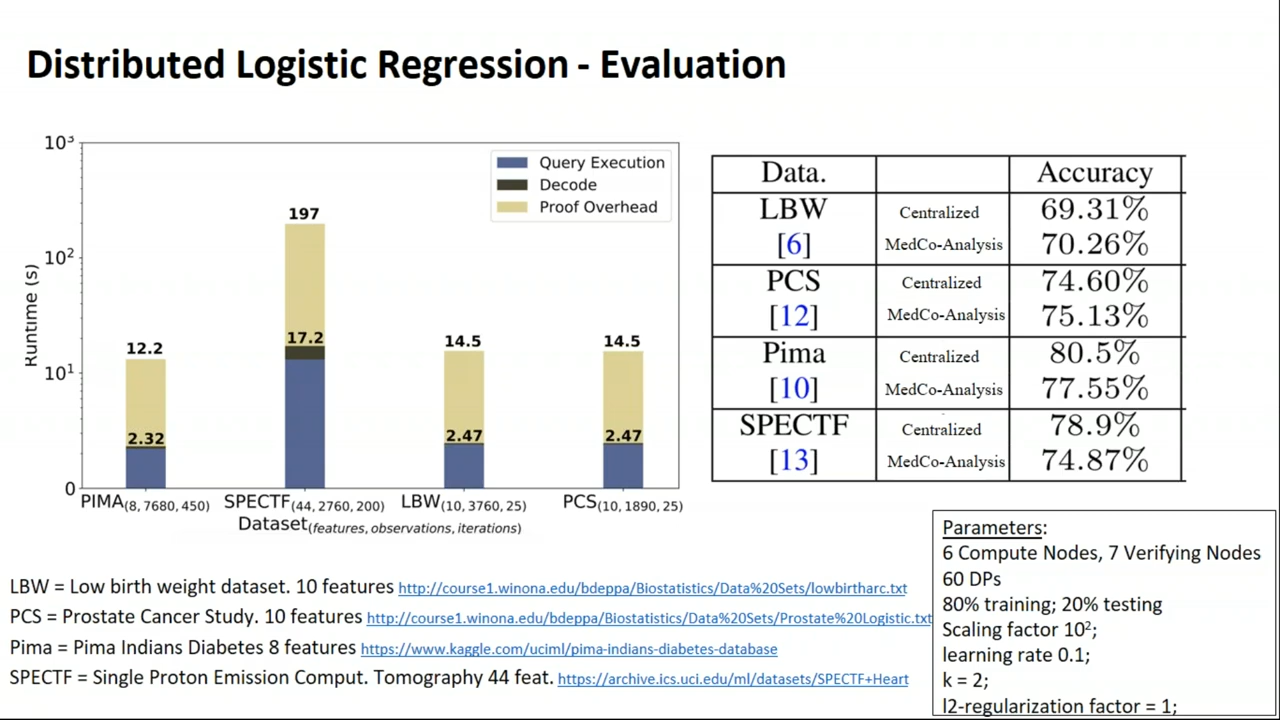 Distributed Logistic Regression - Evaluation
10³
10²
10¹
0
Runtime (s)
Query Execution
Decode
Proof Overhead
12.2
2.32
197
17.2
14.5
2.47
14.5
2.47
PIMA(8, 7680, 450) SPECTF(44, 2760, 200) LBW(10, 3760, 25) PCS(10, 1890, 25)
Dataset(features, observations, iterations)
Data. Accuracy
LBW Centralized 69.31%
[6] MedCo-Analysis 70.26%
PCS Centralized 74.60%
[12] MedCo-Analysis 75.13%
Pima Centralized 80.5%
[10] MedCo-Analysis 77.55%
SPECTF Centralized 78.9%
[13] MedCo-Analysis 74.87%
LBW = Low birth weight dataset. 10 features http://course1.winona.edu/bdeppa/Biostatistics/Data%20Sets/lowbirtharc.txt
PCS = Prostate Cancer Study. 10 features http://course1.winona.edu/bdeppa/Biostatistics/Data%20Sets/Prostate%20Logistic.txt
Pima = Pima Indians Diabetes 8 features https://www.kaggle.com/uciml/pima-indians-diabetes-database
SPECTF = Single Proton Emission Comput. Tomography 44 feat. https://archive.ics.uci.edu/ml/datasets/SPECTF+Heart
Parameters:
6 Compute Nodes, 7 Verifying Nodes
60 DPs
80% training; 20% testing
Scaling factor 10²;
learning rate 0.1;
k = 2;
l2-regularization factor = 1;